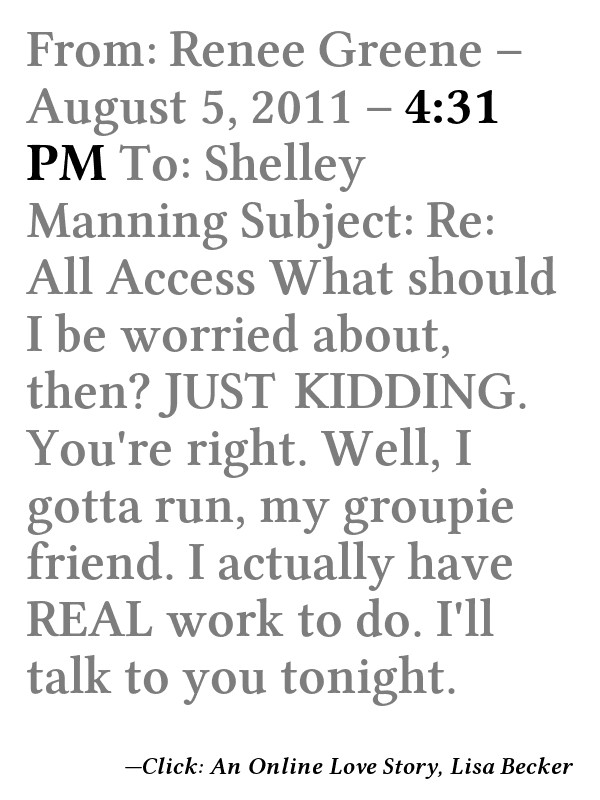 From: Renee Greene –
August 5, 2011 – 4:31
PM To: Shelley
Manning Subject: Re:
All Access What should
I be worried about,
then? JUST KIDDING.
You're right. Well, I
gotta run, my groupie
friend. I actually have
REAL work to do. I'll
talk to you tonight.
—Click: An Online Love Story, Lisa Becker